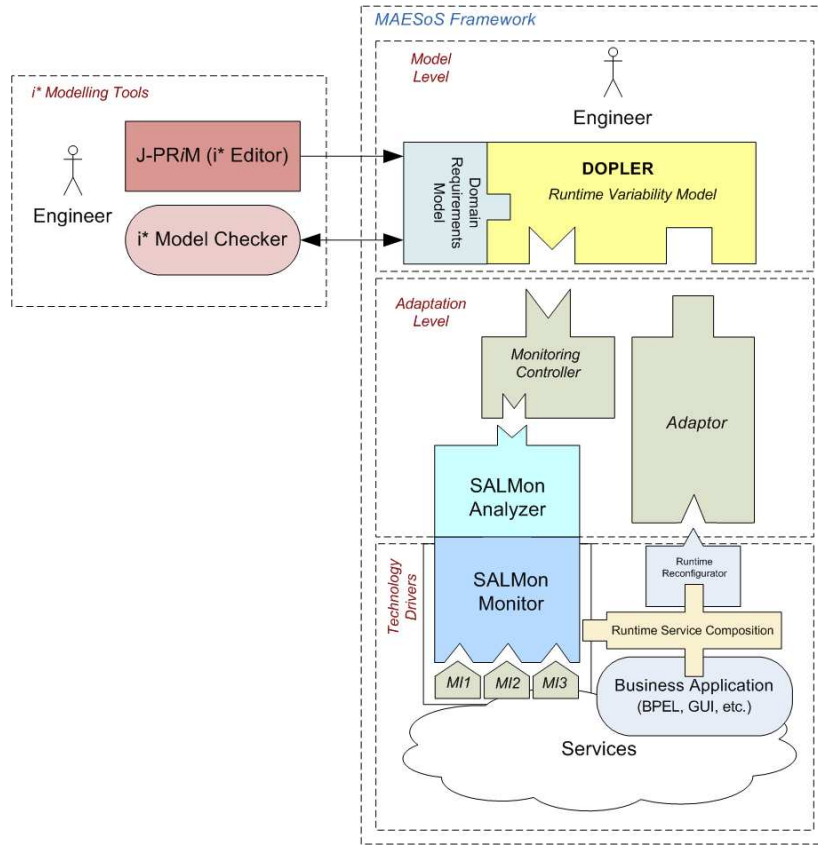 MAESoS Framework
Model
Level
Engineer
i* Modelling Tools
J-PRiM (i* Editor)
Engineer
i* Model Checker
Domain
Requirements
Model
DOPLER
Runtime Variability Model
Adaptation
Level
Monitoring
Controller
Adaptor
SALMon
Analyzer
Technology
Drivers
SALMon
Monitor
Runtime
Reconfigurator
Runtime Service Composition
MI1
MI2
MI3
Business Application
(BPEL, GUI, etc.)
Services